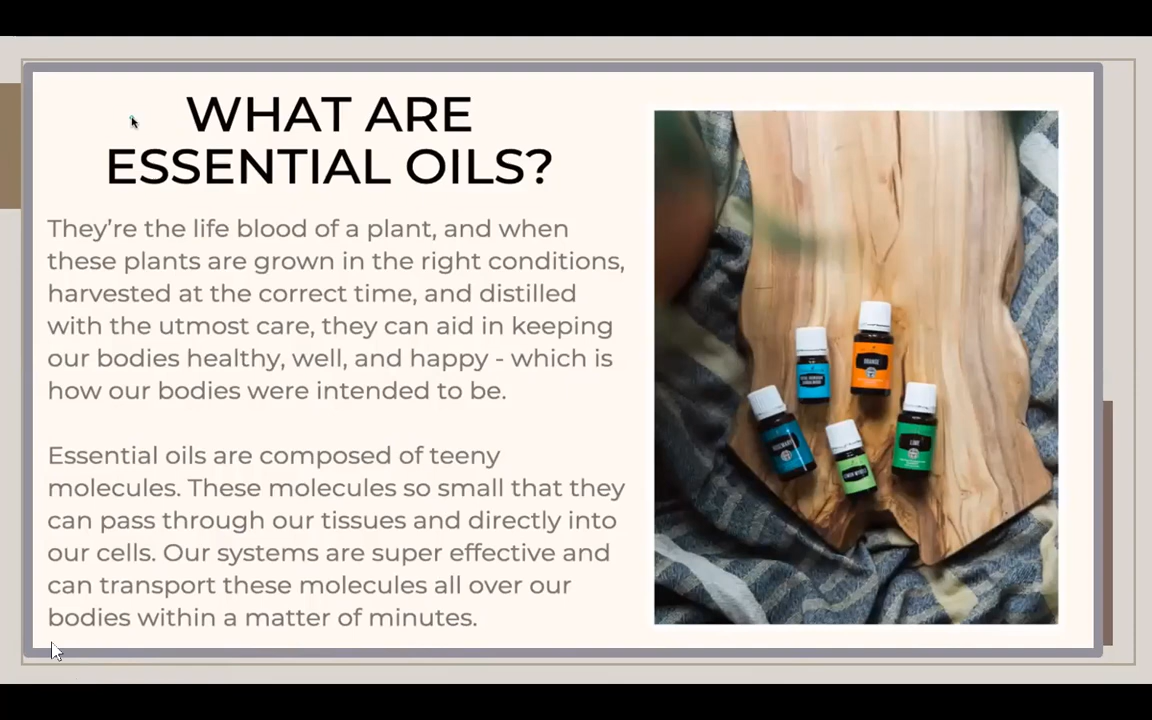 WHAT ARE
ESSENTIAL OILS?
They’re the life blood of a plant, and when
these plants are grown in the right conditions,
harvested at the correct time, and distilled
with the utmost care, they can aid in keeping
our bodies healthy, well, and happy - which is
how our bodies were intended to be.
Essential oils are composed of teeny
molecules. These molecules so small that they
can pass through our tissues and directly into
our cells. Our systems are super effective and
can transport these molecules all over our
bodies within a matter of minutes.
ORANGE
ROSEMARY
LIME
LEMON MYRTLE